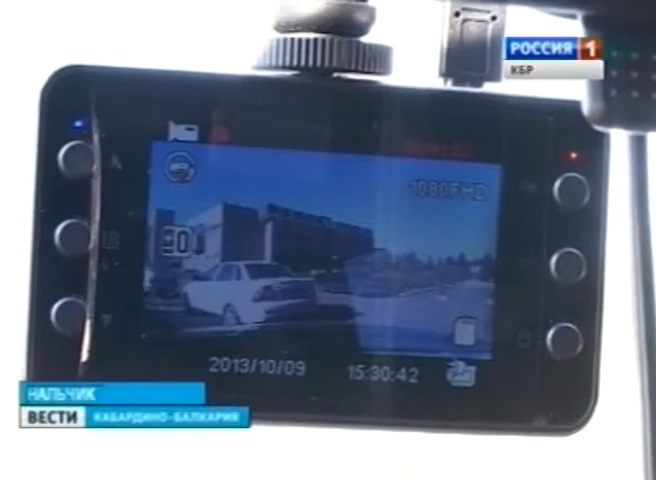 РОССИЯ 1
КБР
1080FHD
2013/10/09 15:30:42
НАЛЬЧИК
ВЕСТИ КАБАРДИНО-БАЛКАРИЯ